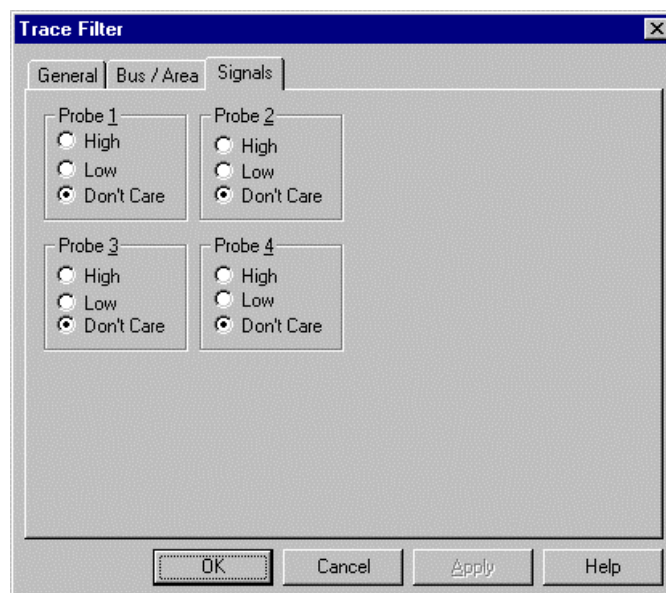 Trace Filter
General Bus / Area Signals
Probe 1 Probe 2
High High
Low Low
Don't Care Don't Care
Probe 3 Probe 4
High High
Low Low
Don't Care Don't Care
OK Cancel Apply Help